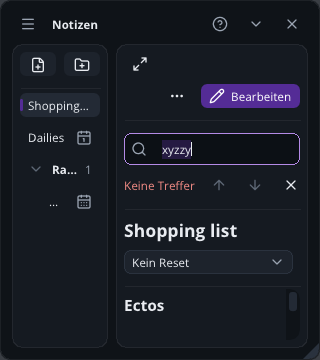 Notizen
Shopping...
Dailies
Ra... 1
...
Bearbeiten
xyzzy
Keine Treffer
Shopping list
Kein Reset
Ectos